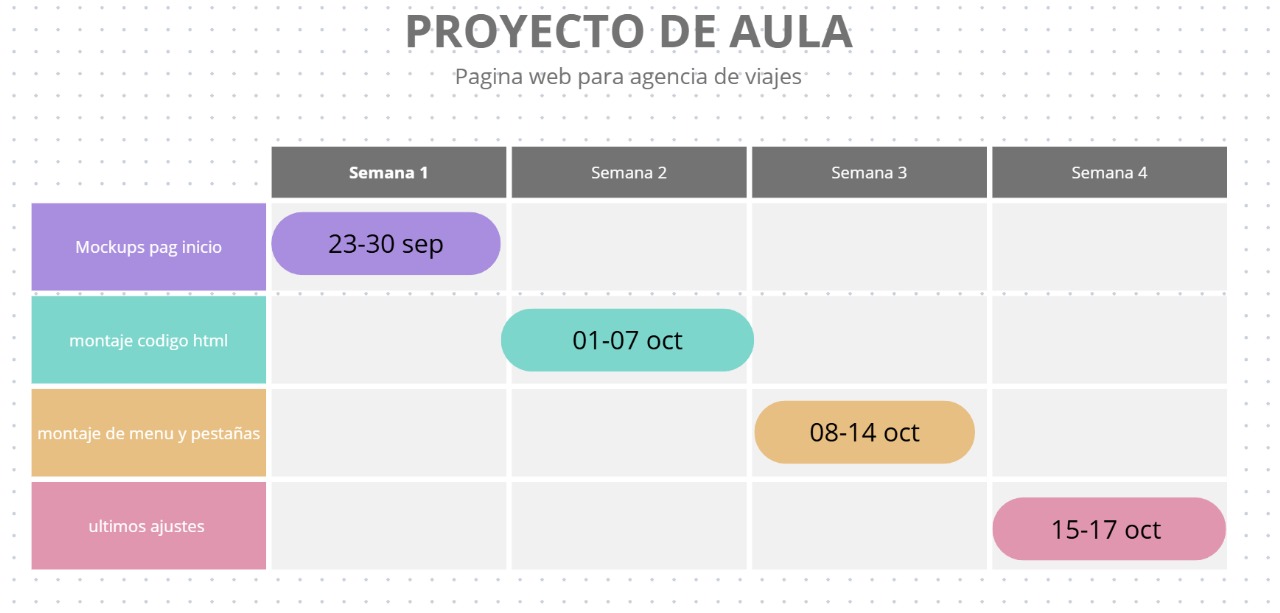 PROYECTO DE AULA
Pagina web para agencia de viajes
Semana 1
Semana 2
Semana 3
Semana 4
Mockups pag inicio
23-30 sep
montaje codigo html
01-07 oct
montaje de menu y pestañas
08-14 oct
ultimos ajustes
15-17 oct